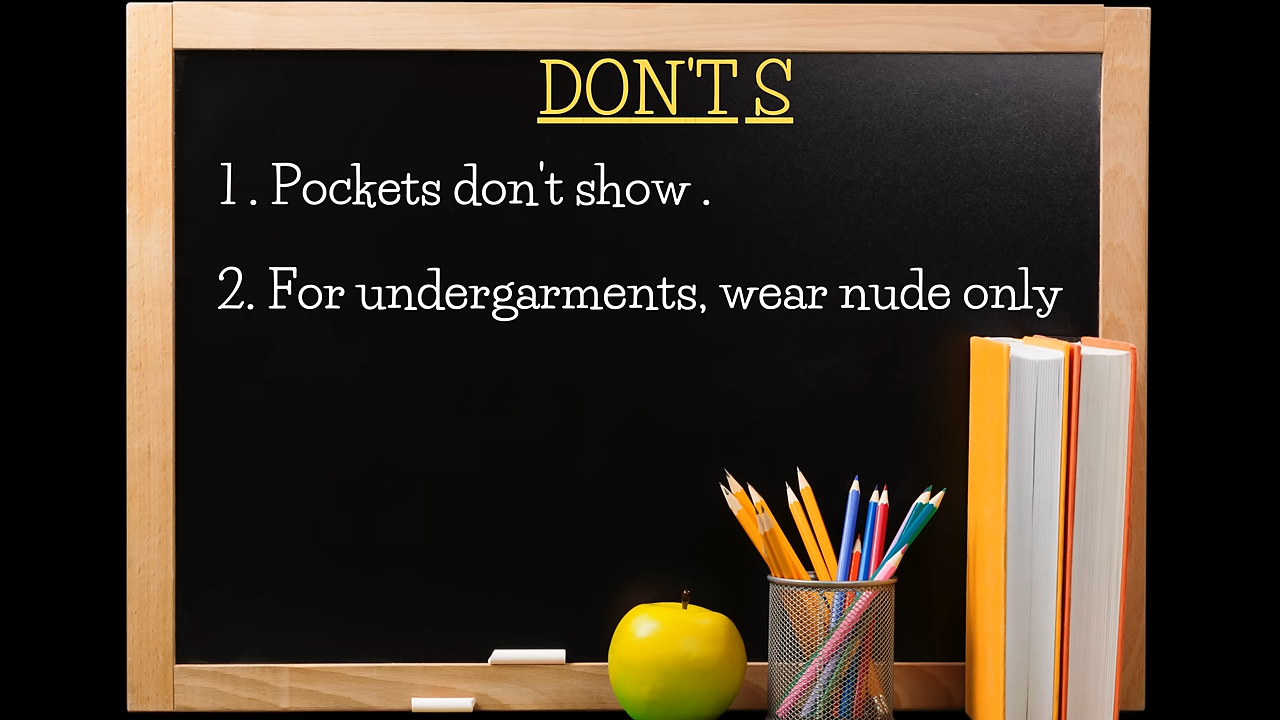 DON'T S
1. Pockets don't show .
2. For undergarments, wear nude only